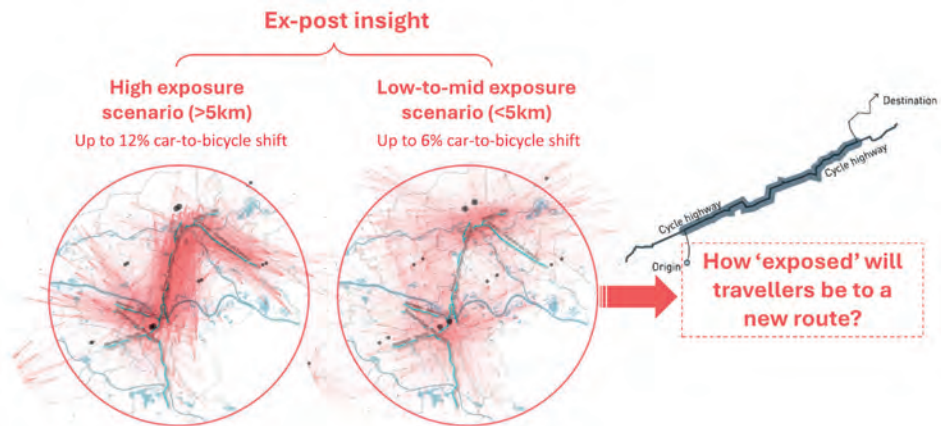 Ex-post insight
High exposure
scenario (>5km)
Up to 12% car-to-bicycle shift
Low-to-mid exposure
scenario (<5km)
Up to 6% car-to-bicycle shift
Destination
Cycle highway
Cycle highway
Origin
How ‘exposed’ will
travellers be to a
new route?